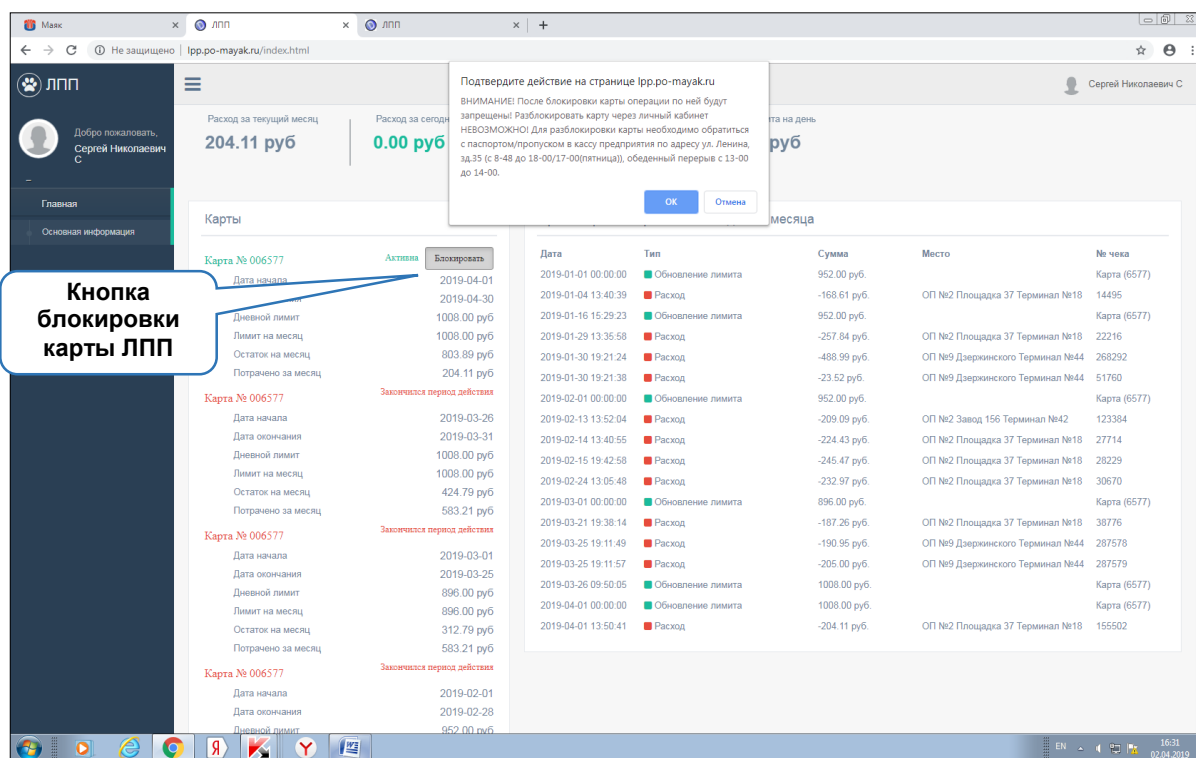 Маяк
ЛПП
ЛПП
Не защищено | lpp.po-mayak.ru/index.html
ЛПП
Сергей Николаевич С
Добро пожаловать,
Сергей Николаевич
С
Главная
Основная информация
Подтвердите действие на странице lpp.po-mayak.ru
ВНИМАНИЕ! После блокировки карты операции по ней будут
запрещены! Разблокировать карту через личный кабинет
НЕВОЗМОЖНО! Для разблокировки карты необходимо обратиться
с паспортом/пропуском в кассу предприятия по адресу ул. Ленина,
зд.35 (с 8-48 до 18-00/17-00(пятница)), обеденный перерыв с 13-00
до 14-00.
ОК Отмена
Расход за текущий месяц
204.11 руб
Расход за сегодн
0.00 руб
на день
руб
Карты
Карта № 006577 Активна Блокировать
Дата начала 2019-04-01
2019-04-30
Дневной лимит 1008.00 руб
Лимит на месяц 1008.00 руб
Остаток на месяц 803.89 руб
Потрачено за месяц 204.11 руб
Карта № 006577 Закончился период действия
Дата начала 2019-03-26
Дата окончания 2019-03-31
Дневной лимит 1008.00 руб
Лимит на месяц 1008.00 руб
Остаток на месяц 424.79 руб
Потрачено за месяц 583.21 руб
Карта № 006577 Закончился период действия
Дата начала 2019-03-01
Дата окончания 2019-03-25
Дневной лимит 896.00 руб
Лимит на месяц 896.00 руб
Остаток на месяц 312.79 руб
Потрачено за месяц 583.21 руб
Карта № 006577 Закончился период действия
Дата начала 2019-02-01
Дата окончания 2019-02-28
Дневной лимит 952.00 руб
Кнопка
блокировки
карты ЛПП
месяца
Дата Тип Сумма Место № чека
2019-01-01 00:00:00 Обновление лимита 952.00 руб. Карта (6577)
2019-01-04 13:40:39 Расход -168.61 руб. ОП №2 Площадка 37 Терминал №18 14495
2019-01-16 15:29:23 Обновление лимита 952.00 руб. Карта (6577)
2019-01-29 13:35:58 Расход -257.84 руб. ОП №2 Площадка 37 Терминал №18 22216
2019-01-30 19:21:24 Расход -488.99 руб. ОП №9 Дзержинского Терминал №44 268292
2019-01-30 19:21:38 Расход -23.52 руб. ОП №9 Дзержинского Терминал №44 51760
2019-02-01 00:00:00 Обновление лимита 952.00 руб. Карта (6577)
2019-02-13 13:52:04 Расход -209.09 руб. ОП №2 Завод 156 Терминал №42 123384
2019-02-14 13:40:55 Расход -224.43 руб. ОП №2 Площадка 37 Терминал №18 27714
2019-02-15 19:42:58 Расход -245.47 руб. ОП №2 Площадка 37 Терминал №18 28229
2019-02-24 13:05:48 Расход -232.97 руб. ОП №2 Площадка 37 Терминал №18 30670
2019-03-01 00:00:00 Обновление лимита 896.00 руб. Карта (6577)
2019-03-21 19:38:14 Расход -187.26 руб. ОП №2 Площадка 37 Терминал №18 38976
2019-03-25 19:11:49 Расход -190.95 руб. ОП №9 Дзержинского Терминал №44 287578
2019-03-25 19:11:57 Расход -205.00 руб. ОП №9 Дзержинского Терминал №44 287579
2019-03-26 09:50:05 Обновление лимита 1008.00 руб. Карта (6577)
2019-04-01 00:00:00 Обновление лимита 1008.00 руб. Карта (6577)
2019-04-01 13:50:41 Расход -204.11 руб. ОП №2 Площадка 37 Терминал №18 155502
EN
16:31
02.04.2019